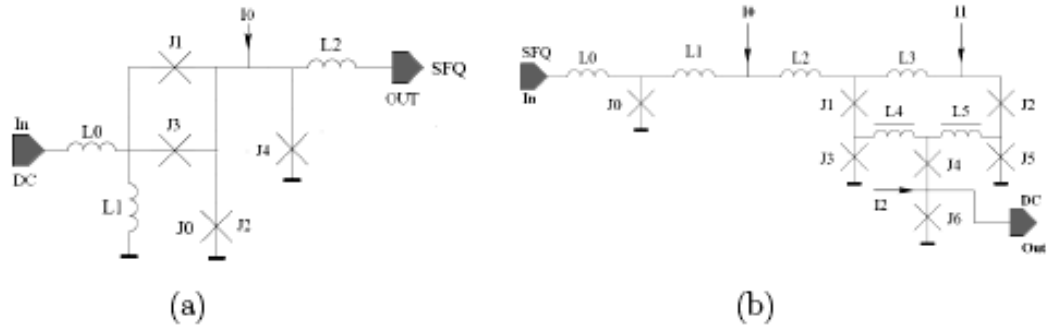 I0
L2
J1
SFQ
OUT
In
L0
J3
DC
J4
L1
J0
J2
(a)
I0
I1
SFQ
L0
L1
L2
L3
In
J0
J1
L4
L5
J2
J3
J4
J5
I2
DC
J6
Out
(b)